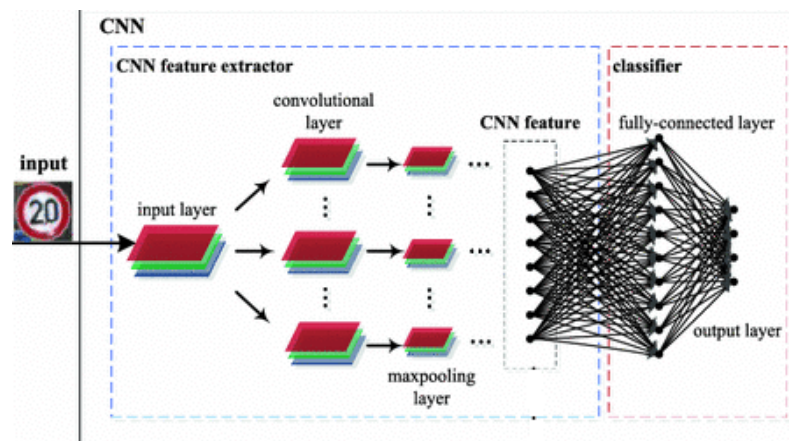 CNN
CNN feature extractor
classifier
convolutional
layer
CNN feature
fully-connected layer
input
20
input layer
output layer
maxpooling
layer